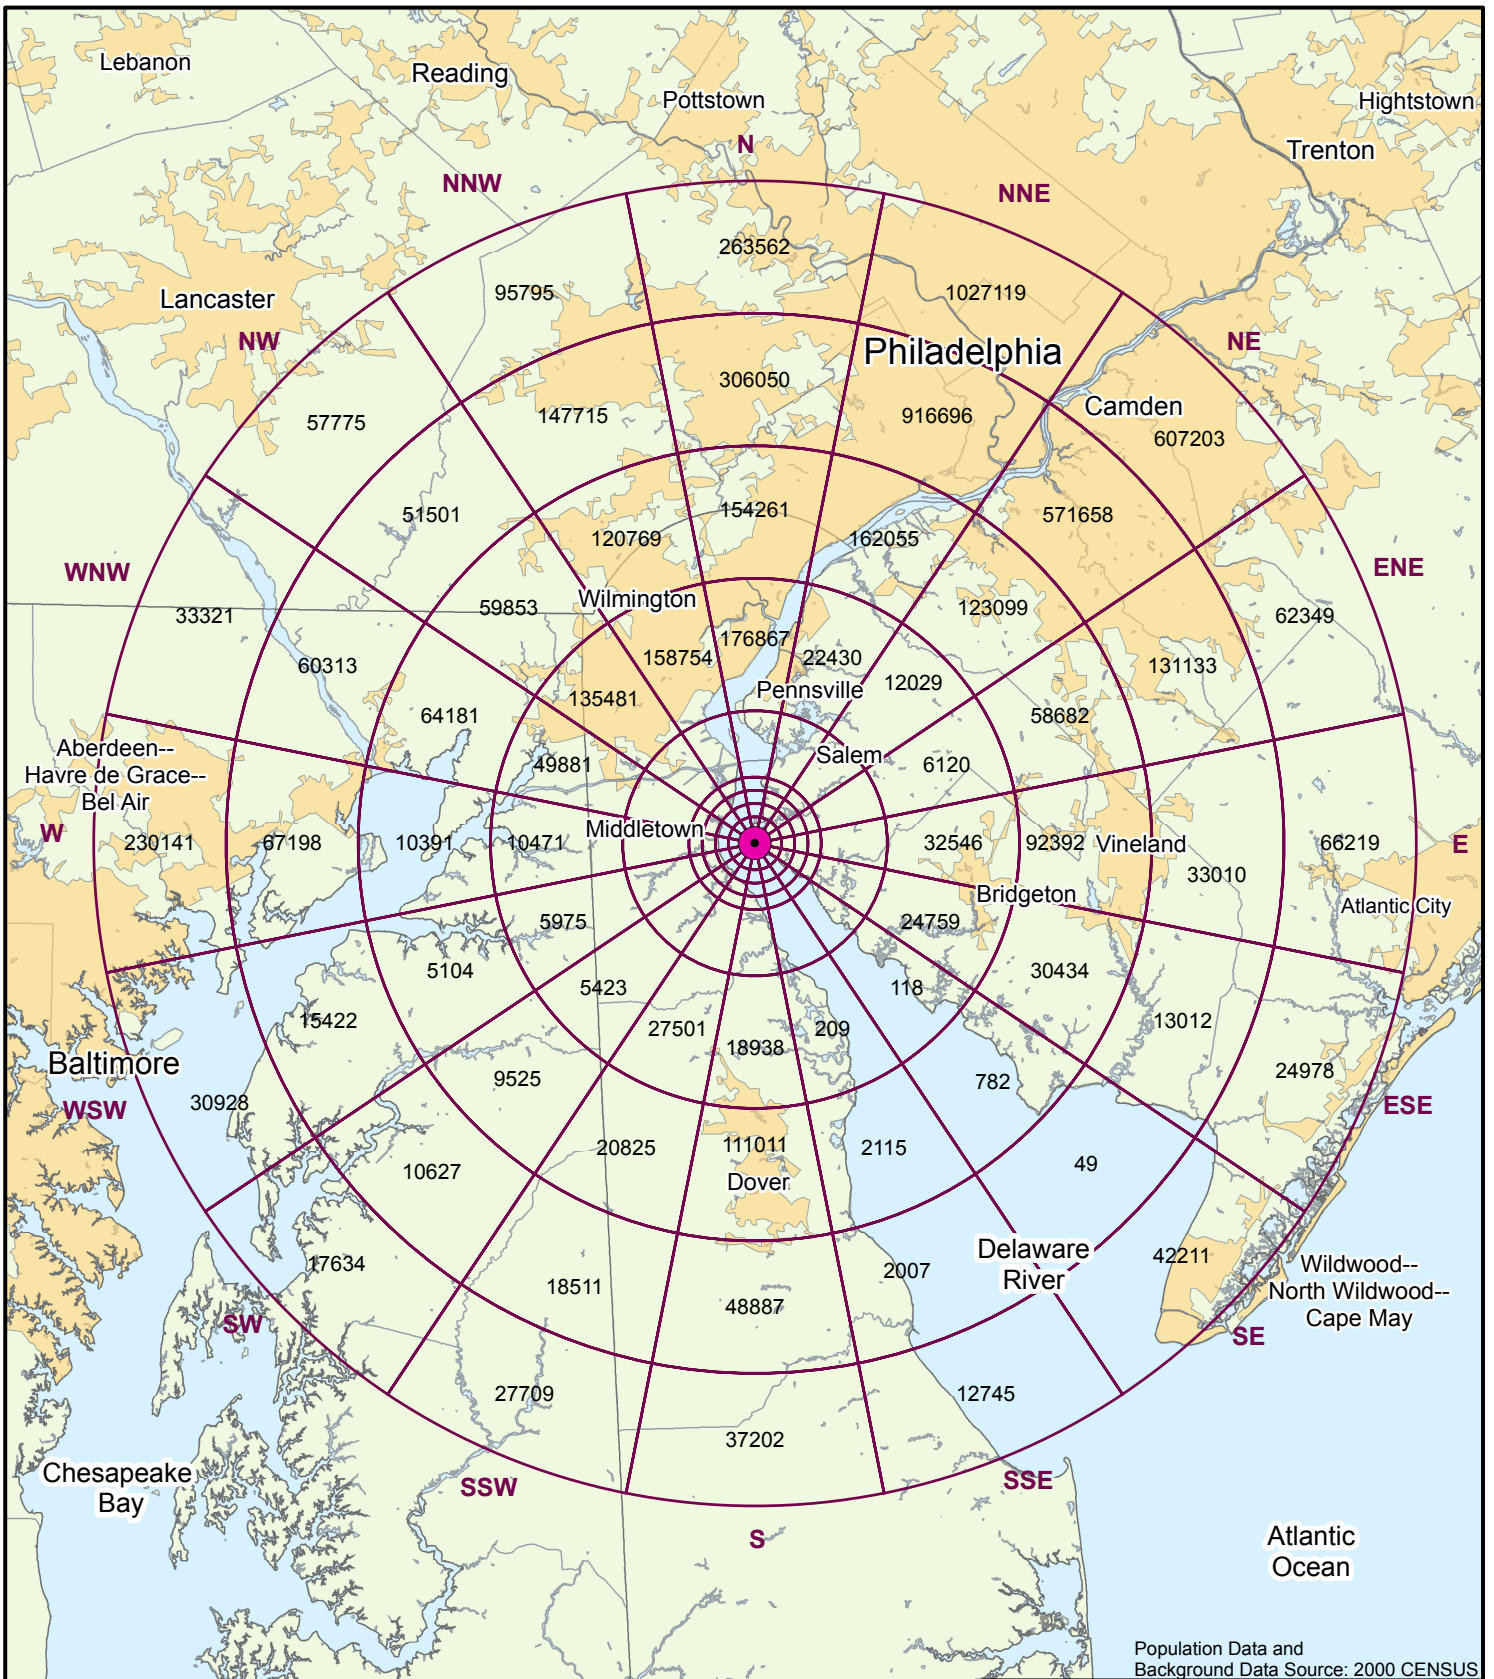 Lebanon
Reading
Pottstown
Hightstown
Trenton
N
NNW
NNE
263562
95795
1027119
Lancaster
NW
NE
Philadelphia
306050
Camden
57775
147715
916696
607203
51501
154261
571658
120769
162055
WNW
ENE
33321
59853
Wilmington
123099
62349
176867
60313
158754
22430
131133
12029
135481
Pennsville
64181
58682
Aberdeen--
Havre de Grace--
Bel Air
49881
Salem
6120
W
230141
67198
10391
10471
Middletown
32546
92392
Vineland
66219
E
33010
Bridgeton
Atlantic City
5975
24759
5104
30434
5423
118
15422
27501
18938
209
13012
Baltimore
9525
782
24978
30928
WSW
ESE
20825
111011
2115
49
10627
Dover
17634
18511
48887
2007
Delaware
River
42211
Wildwood--
North Wildwood--
Cape May
SW
SE
27709
12745
37202
Chesapeake
Bay
SSW
SSE
S
Atlantic
Ocean
Population Data and
Background Data Source: 2000 CENSUS